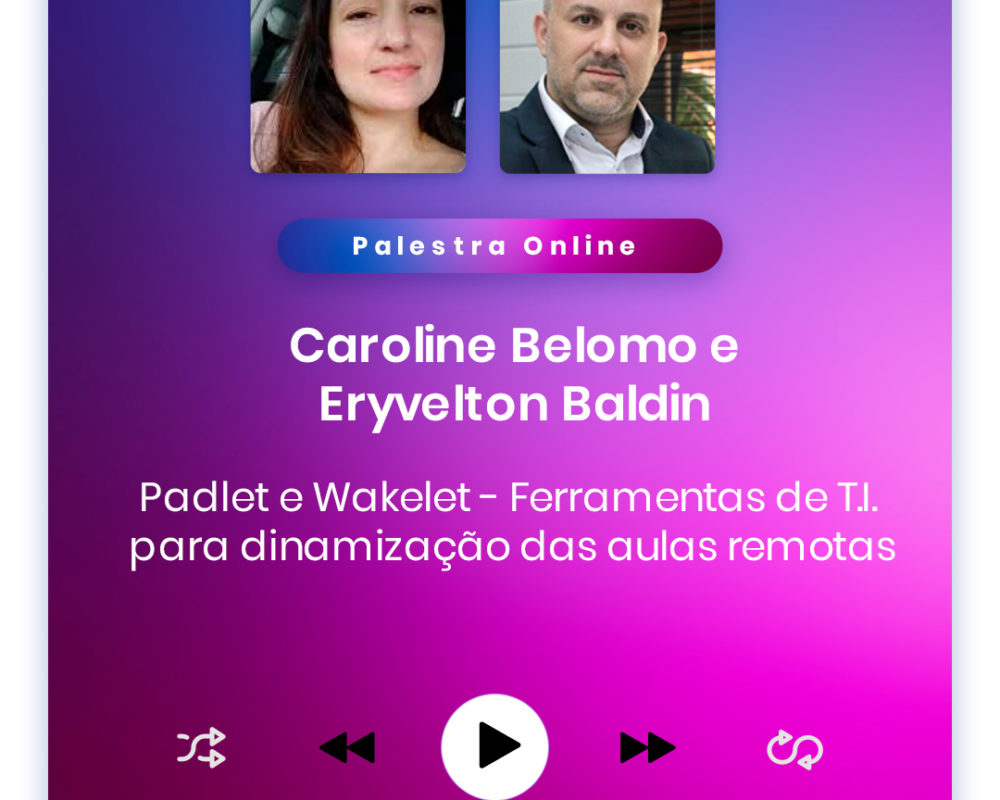 Palestra Online
Caroline Belomo e
Eryvelton Baldin
Padlet e Wakelet - Ferramentas de T.I.
para dinamização das aulas remotas